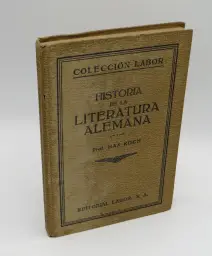 COLECCIÓN LABOR
HISTORIA
DE LA
LITERATURA
ALEMANA
POR MAX KOCH
EDITORIAL LABOR, S. A.